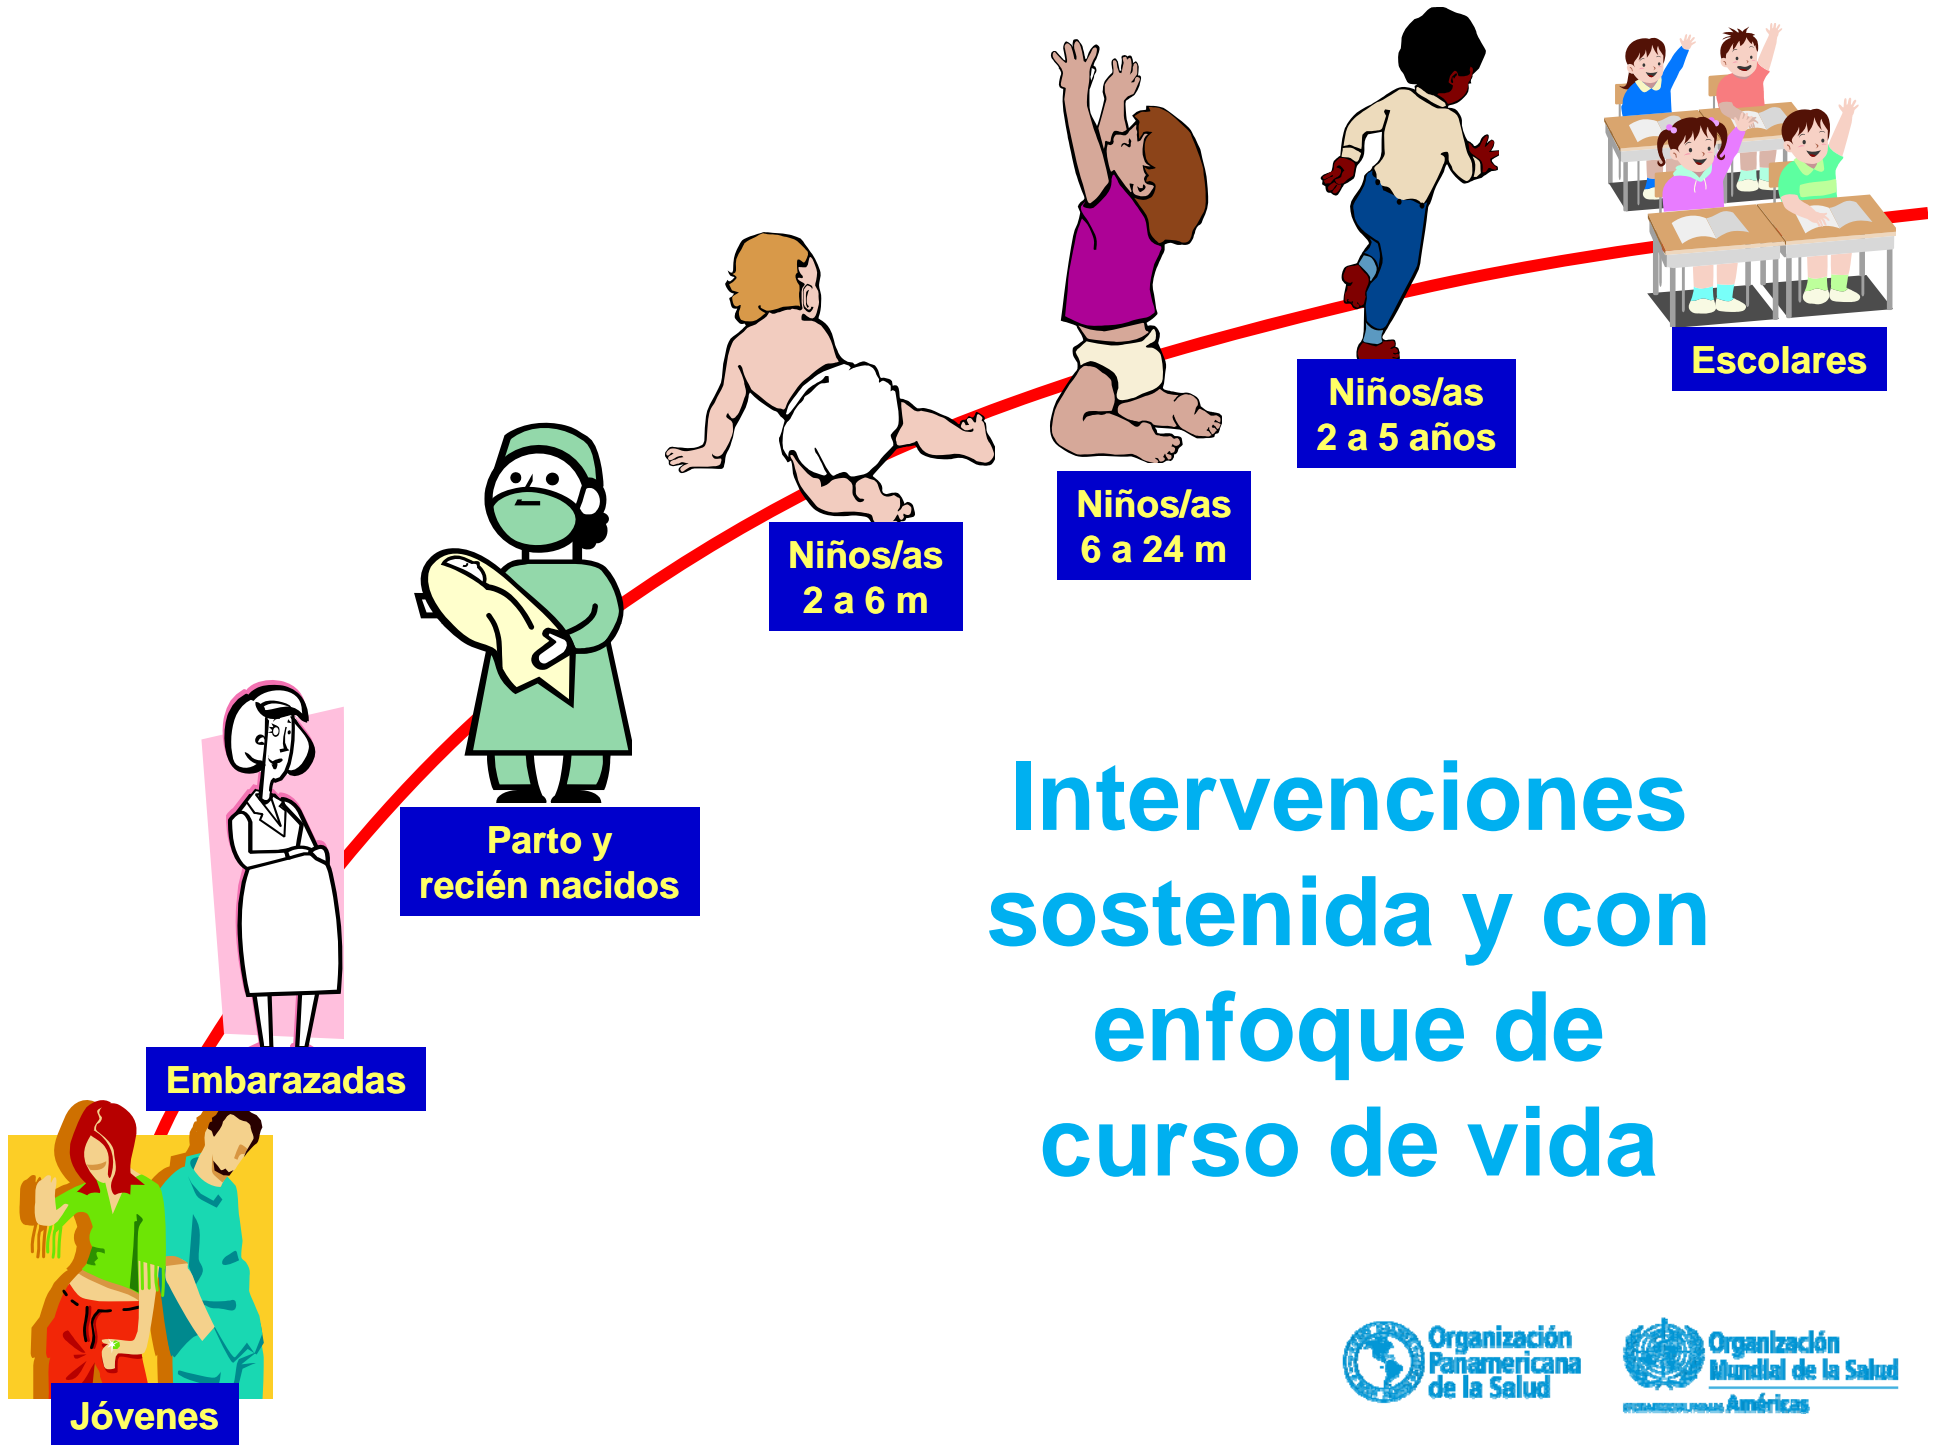 Escolares
Niños/as
2 a 5 años
Niños/as
6 a 24 m
Niños/as
2 a 6 m
Parto y
recién nacidos
Embarazadas
Jóvenes
Intervenciones
sostenida y con
enfoque de
curso de vida
Organización
Panamericana
de la Salud
Organización
Mundial de la Salud
Américas